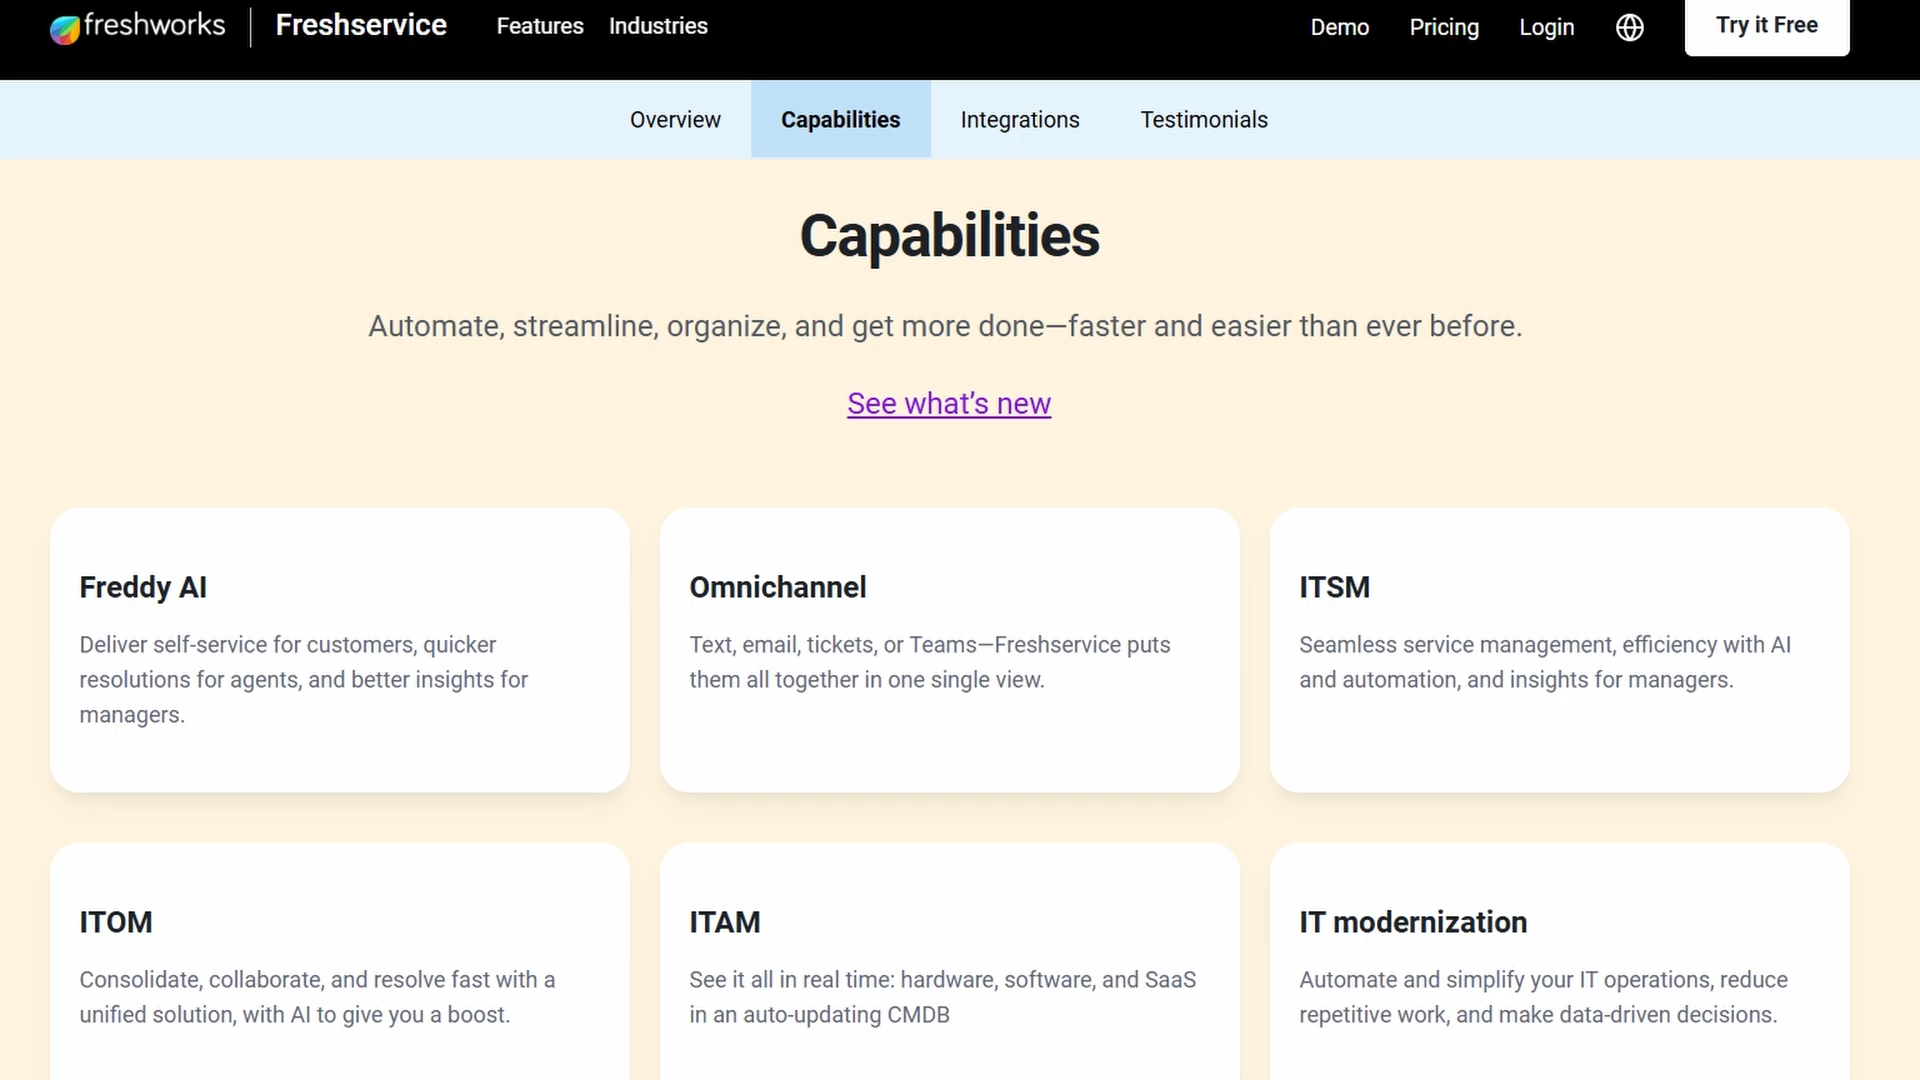 freshworks Freshservice Features Industries Demo Pricing Login Try it Free
Overview Capabilities Integrations Testimonials
Capabilities
Automate, streamline, organize, and get more done—faster and easier than ever before.
See what’s new
Freddy AI
Deliver self-service for customers, quicker
resolutions for agents, and better insights for
managers.
Omnichannel
Text, email, tickets, or Teams—Freshservice puts
them all together in one single view.
ITSM
Seamless service management, efficiency with AI
and automation, and insights for managers.
ITOM
Consolidate, collaborate, and resolve fast with a
unified solution, with AI to give you a boost.
ITAM
See it all in real time: hardware, software, and SaaS
in an auto-updating CMDB
IT modernization
Automate and simplify your IT operations, reduce
repetitive work, and make data-driven decisions.